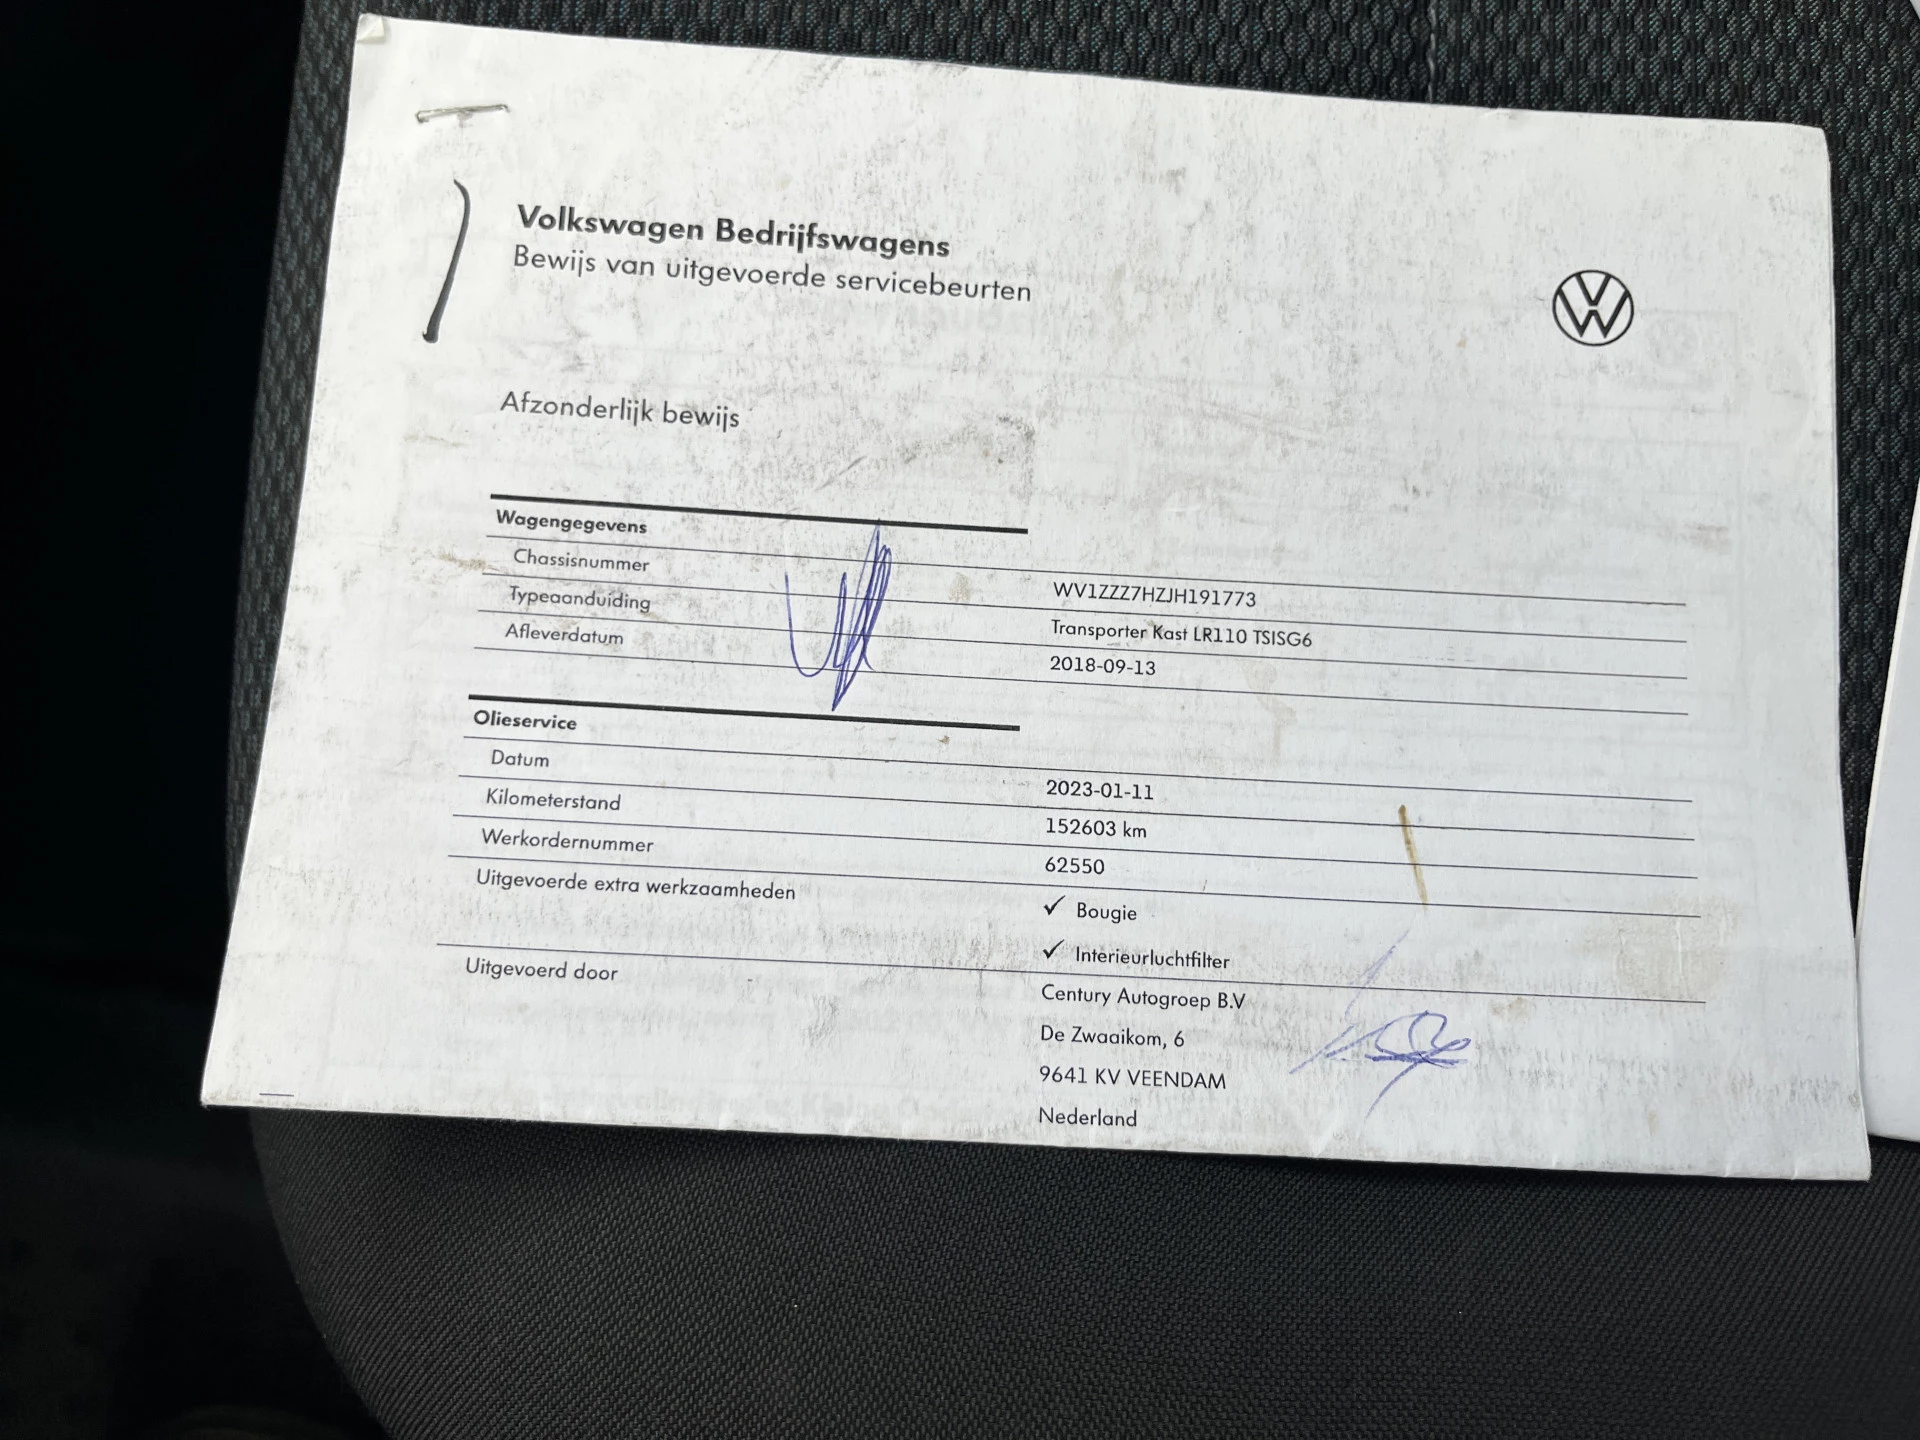 Volkswagen Bedrijfswagens
Bewijs van uitgevoerde servicebeurten
Afzonderlijk bewijs
Wagengegevens
Chassisnummer WV1ZZZ7HZJH191773
Typeaanduiding Transporter Kast LR110 TSISG6
Afleverdatum 2018-09-13
Olieservice
Datum 2023-01-11
Kilometerstand 152603 km
Werkordernummer 62550
Uitgevoerde extra werkzaamheden ✓ Bougie
✓ Interieurluchtfilter
Uitgevoerd door Century Autogroep B.V
De Zwaaikom, 6
9641 KV VEENDAM
Nederland